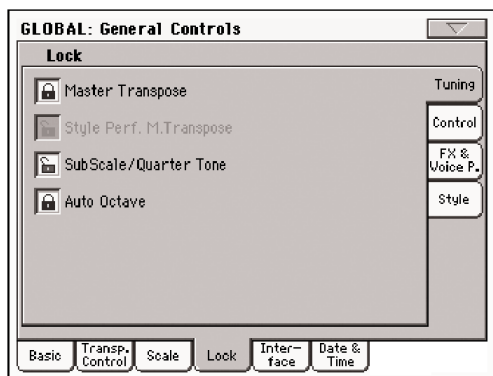 GLOBAL: General Controls
Lock
Master Transpose
Style Perf. M.Transpose
SubScale/Quarter Tone
Auto Octave
Tuning
Control
FX &
Voice P.
Style
Basic
Transp.
Control
Scale
Lock
Inter-
face
Date &
Time